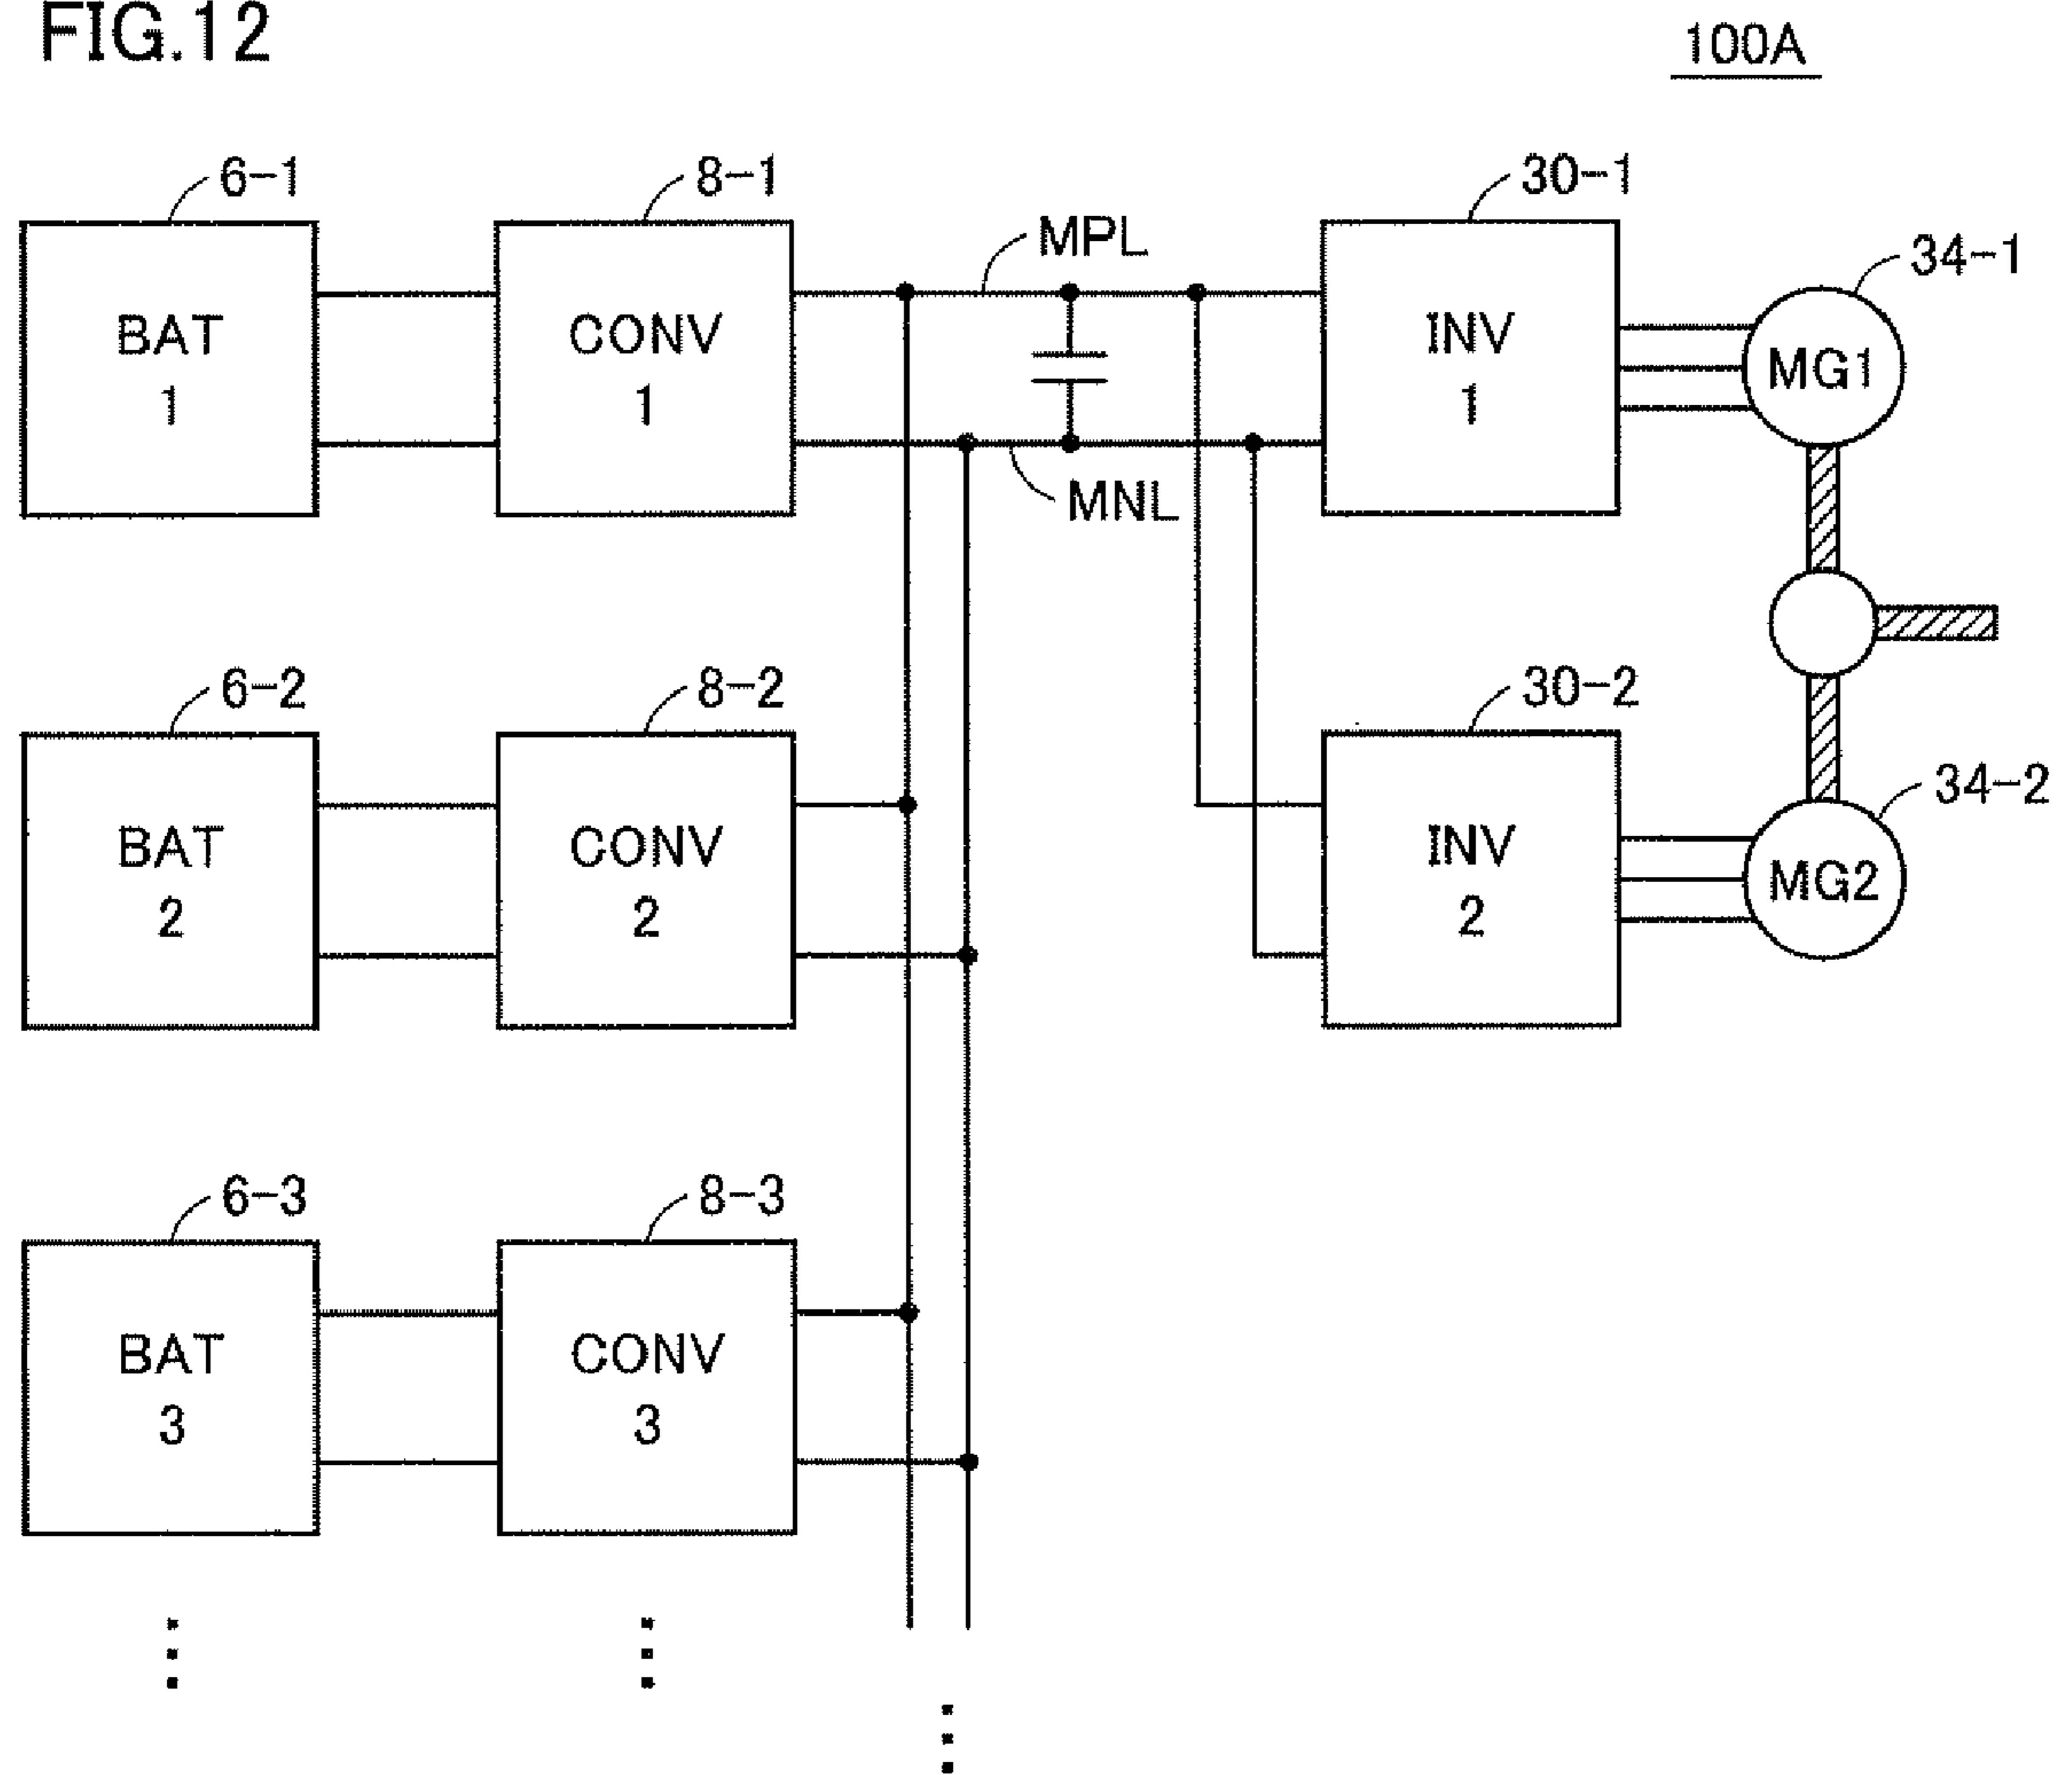 FIG.12
100A
6-1
8-1
30-1
34-1
MPL
MNL
BAT
1
CONV
1
INV
1
MG1
6-2
8-2
30-2
34-2
BAT
2
CONV
2
INV
2
MG2
6-3
8-3
BAT
3
CONV
3